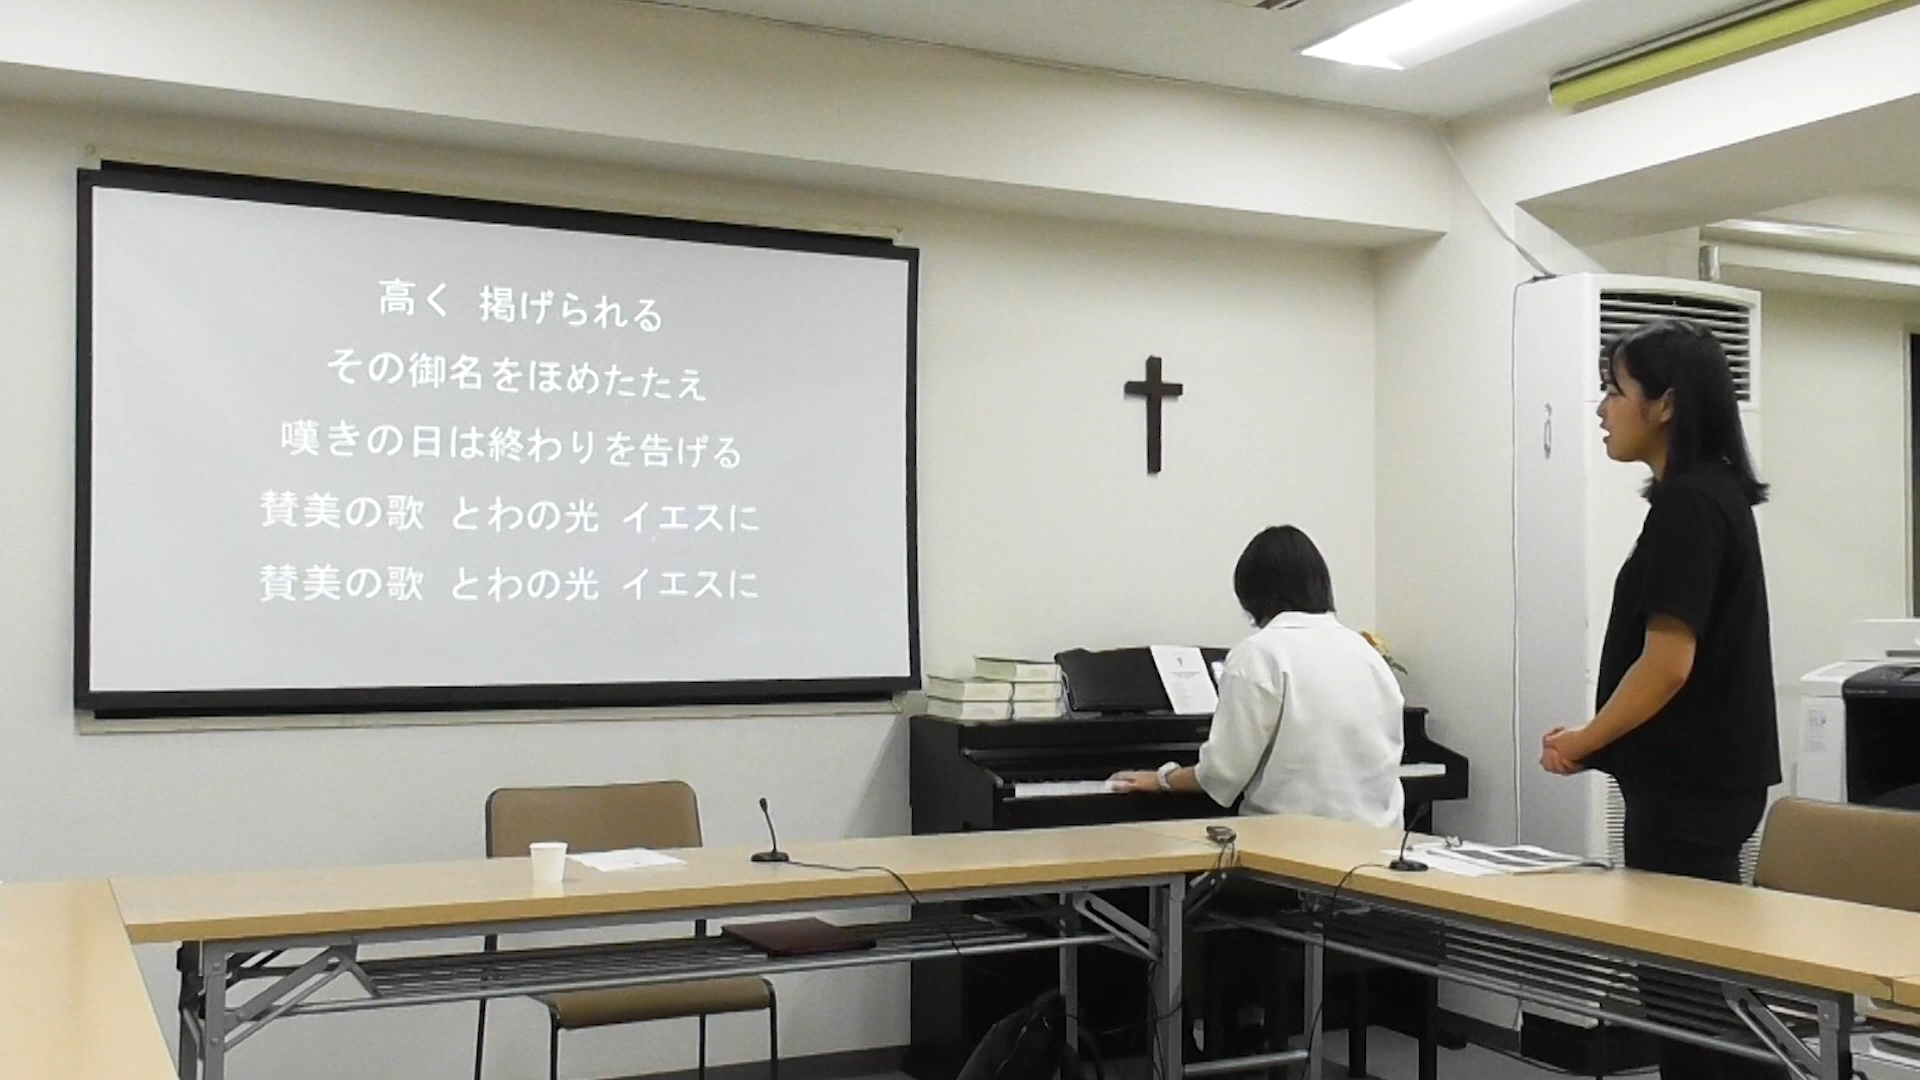 高く 掲げられる
その御名をほめたたえ
嘆きの日は終わりを告げる
賛美の歌 とわの光 イエスに
賛美の歌 とわの光 イエスに